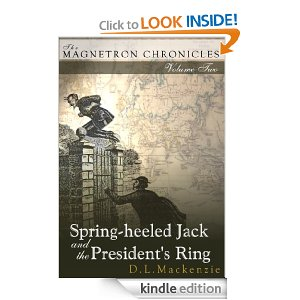 Click to LOOK INSIDE!
The
MAGNETRON CHRONICLES
Volume Two
Spring-heeled Jack
and the President's Ring
D.L.Mackenzie
kindle edition